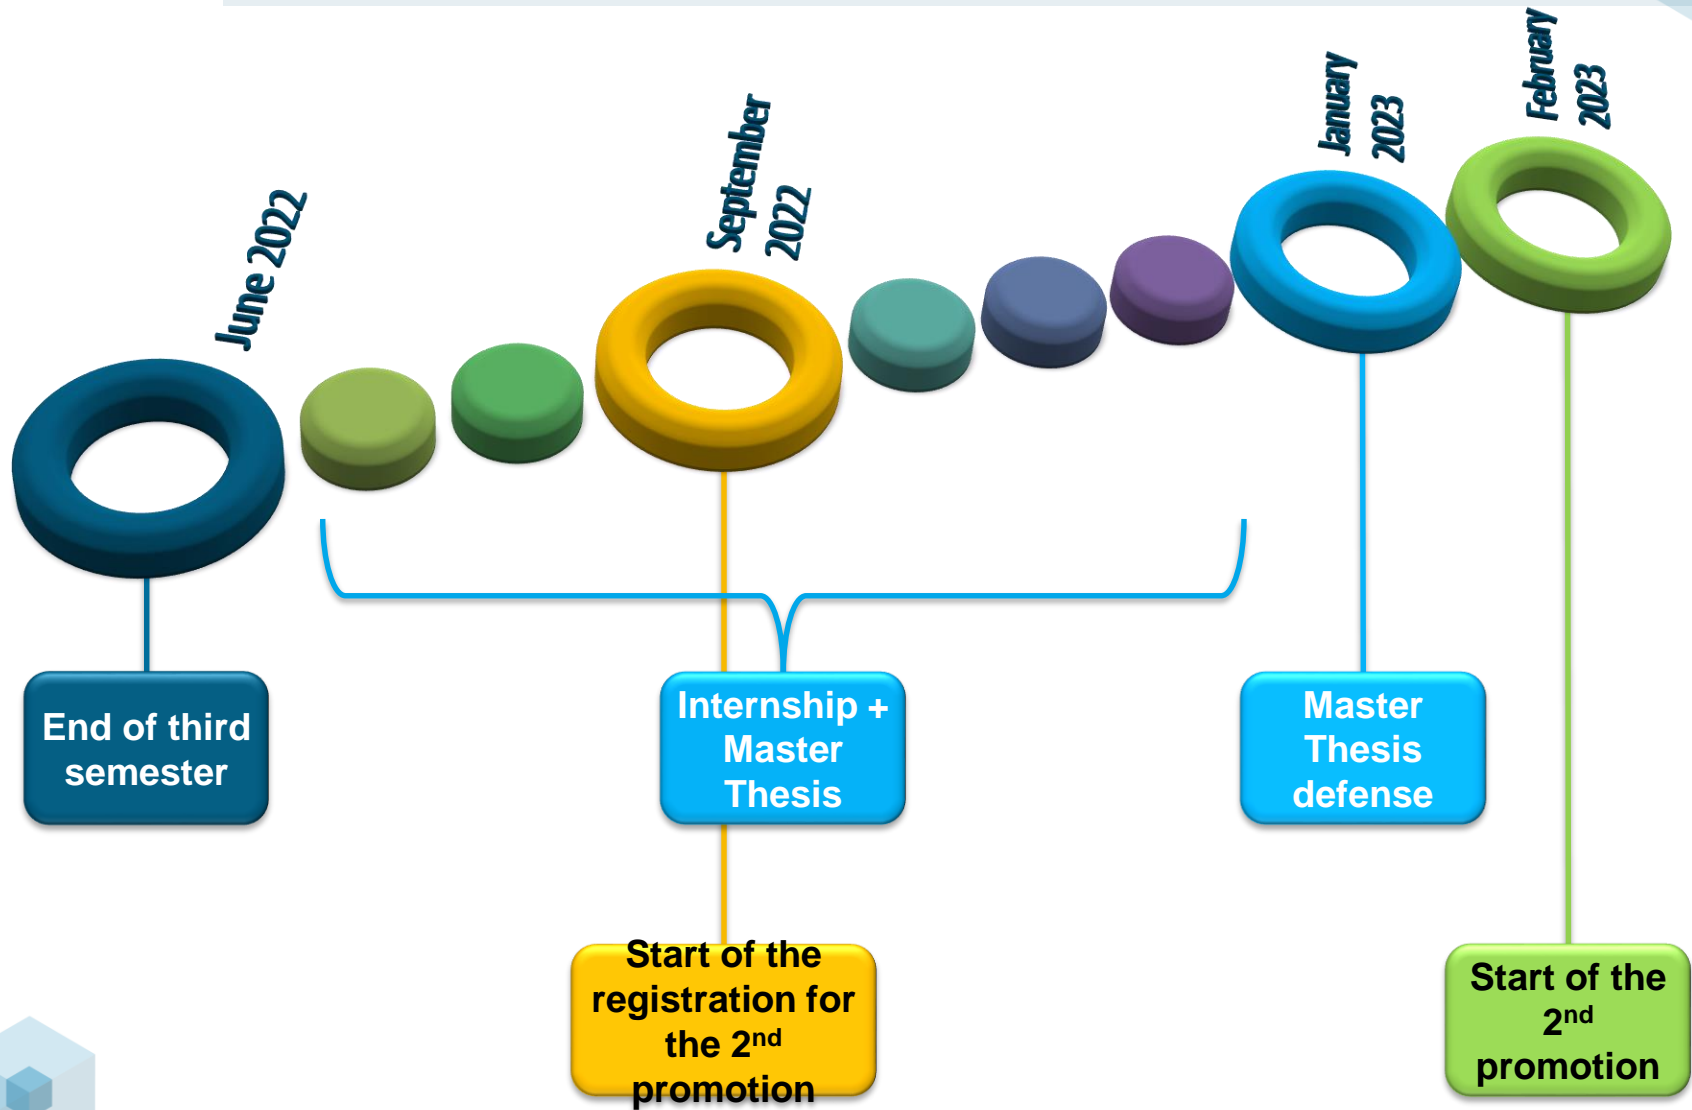 June 2022
September
2022
January
2023
February
2023
End of third
semester
Internship +
Master
Thesis
Master
Thesis
defense
Start of the
registration for
the 2nd
promotion
Start of the
2nd
promotion